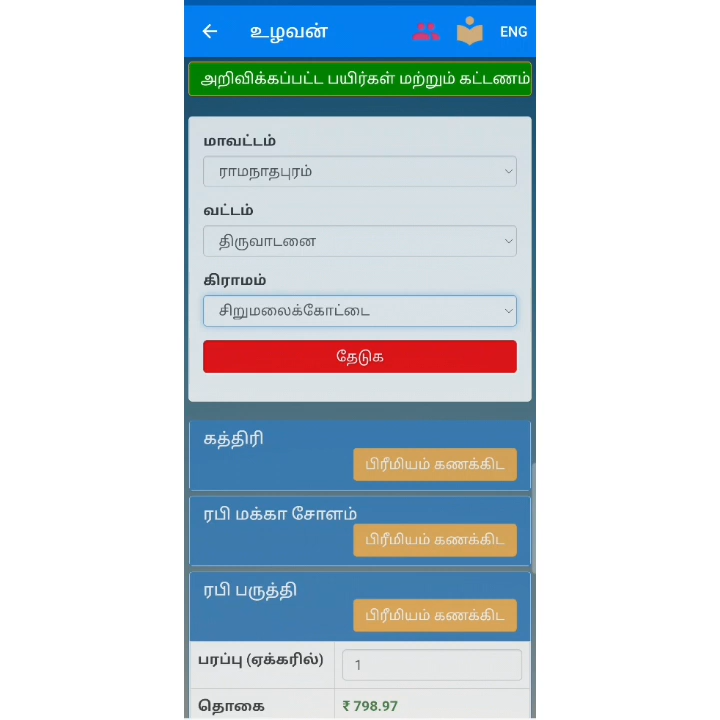 உழவன்
ENG
அறிவிக்கப்பட்ட பயிர்கள் மற்றும் கட்டணம்
மாவட்டம்
ராமநாதபுரம்
வட்டம்
திருவாடனை
கிராமம்
சிறுமலைக்கோட்டை
தேடுக
கத்திரி
பிரீமியம் கணக்கிட
ரபி மக்கா சோளம்
பிரீமியம் கணக்கிட
ரபி பருத்தி
பிரீமியம் கணக்கிட
பரப்பு (ஏக்கரில்) 1
தொகை ₹ 798.97